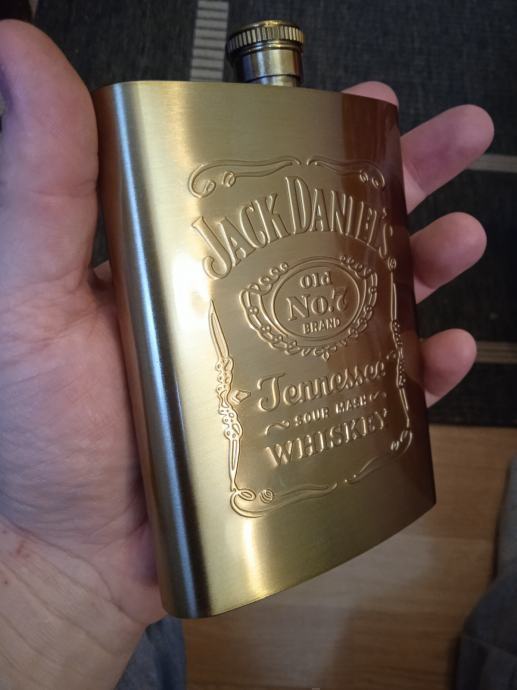 JACK DANIEL'S
Old
No.7
BRAND
Tennessee
SOUR MASH
WHISKEY